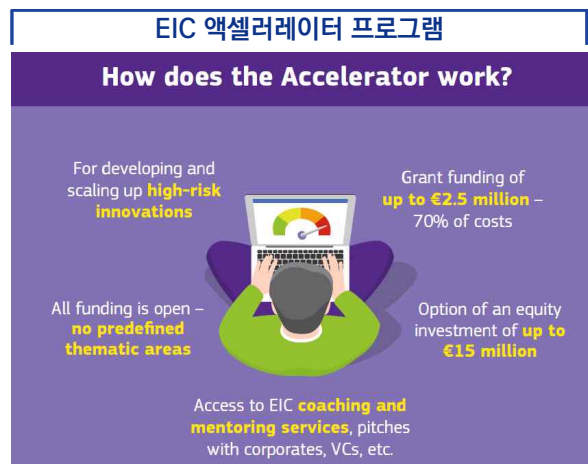 EIC 액셀러레이터 프로그램
How does the Accelerator work?
For developing and
scaling up high-risk
innovations
Grant funding of
up to €2.5 million –
70% of costs
All funding is open –
no predefined
thematic areas
Option of an equity
investment of up to
€15 million
Access to EIC coaching and
mentoring services, pitches
with corporates, VCs, etc.